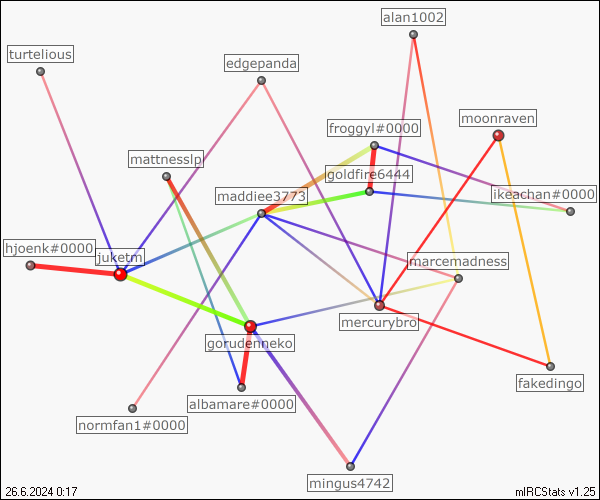 alan1002
turtelious
edgepanda
moonraven
froggyl#0000
mattnesslp
goldfire6444
maddiee3773
ikeachan#0000
hjoenk#0000
juketm
marcemadness
mercurybro
gorudenneko
fakedingo
albamare#0000
normfan1#0000
mingus4742
26.6.2024 0:17
mIRCStats v1.25